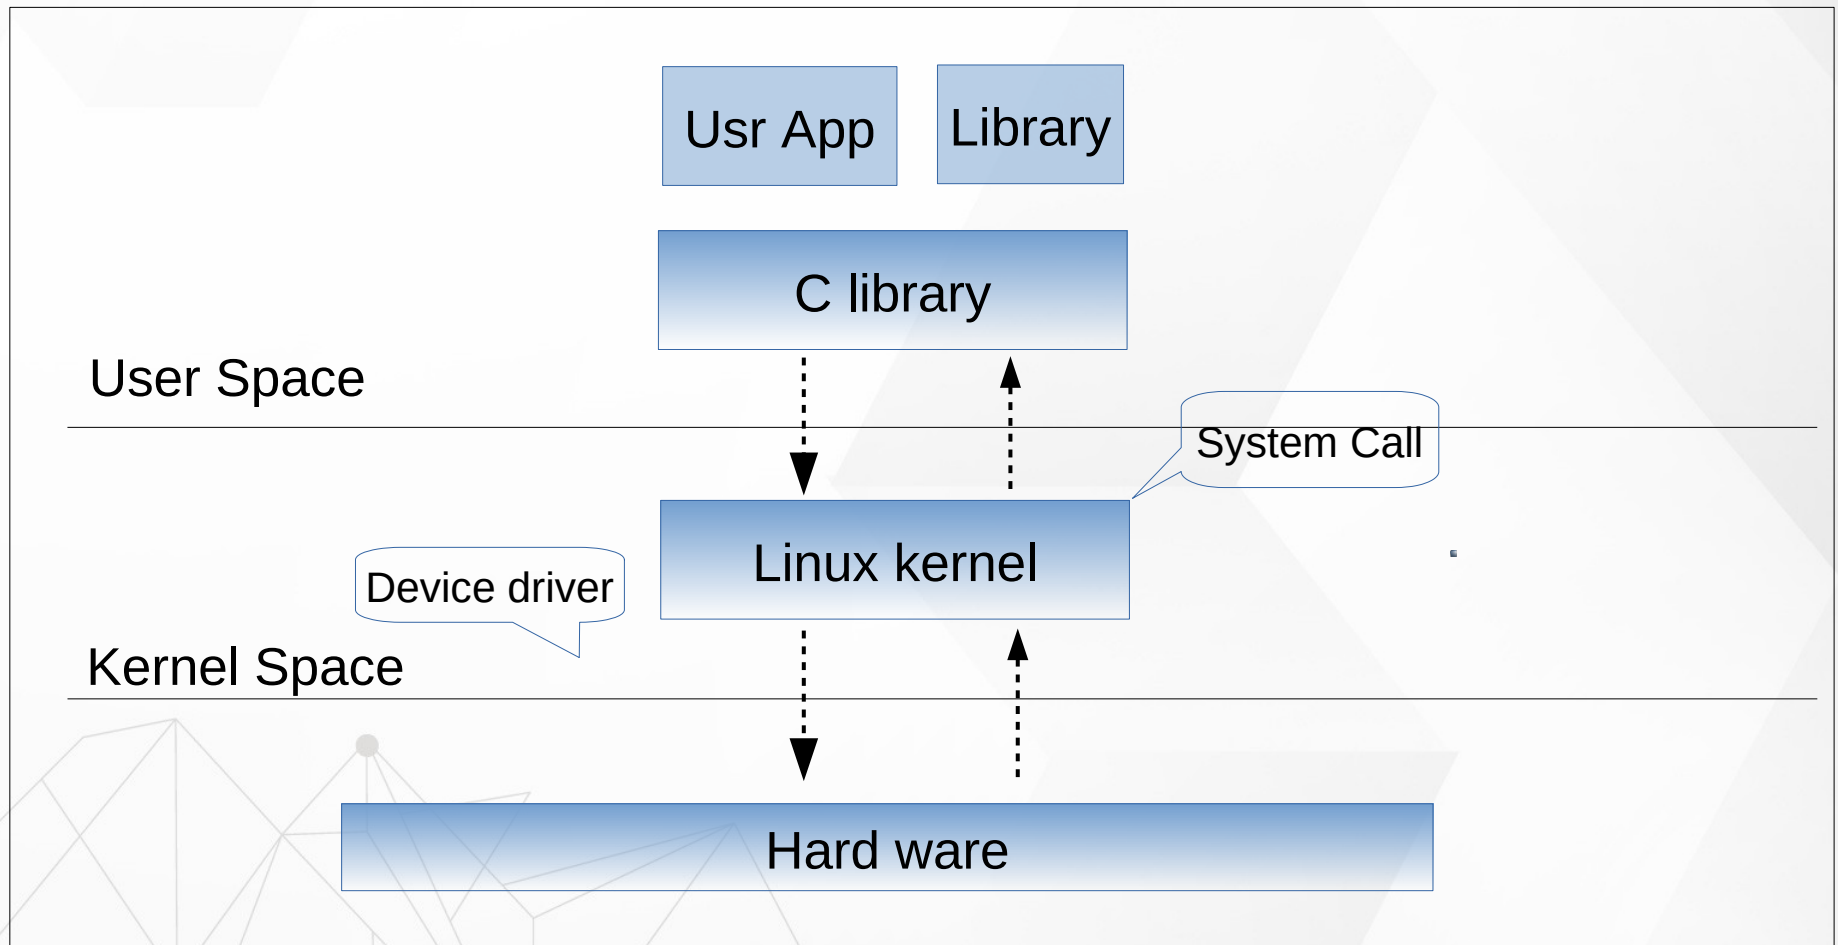 Usr App
Library
C library
User Space
System Call
Linux kernel
Device driver
Kernel Space
Hard ware